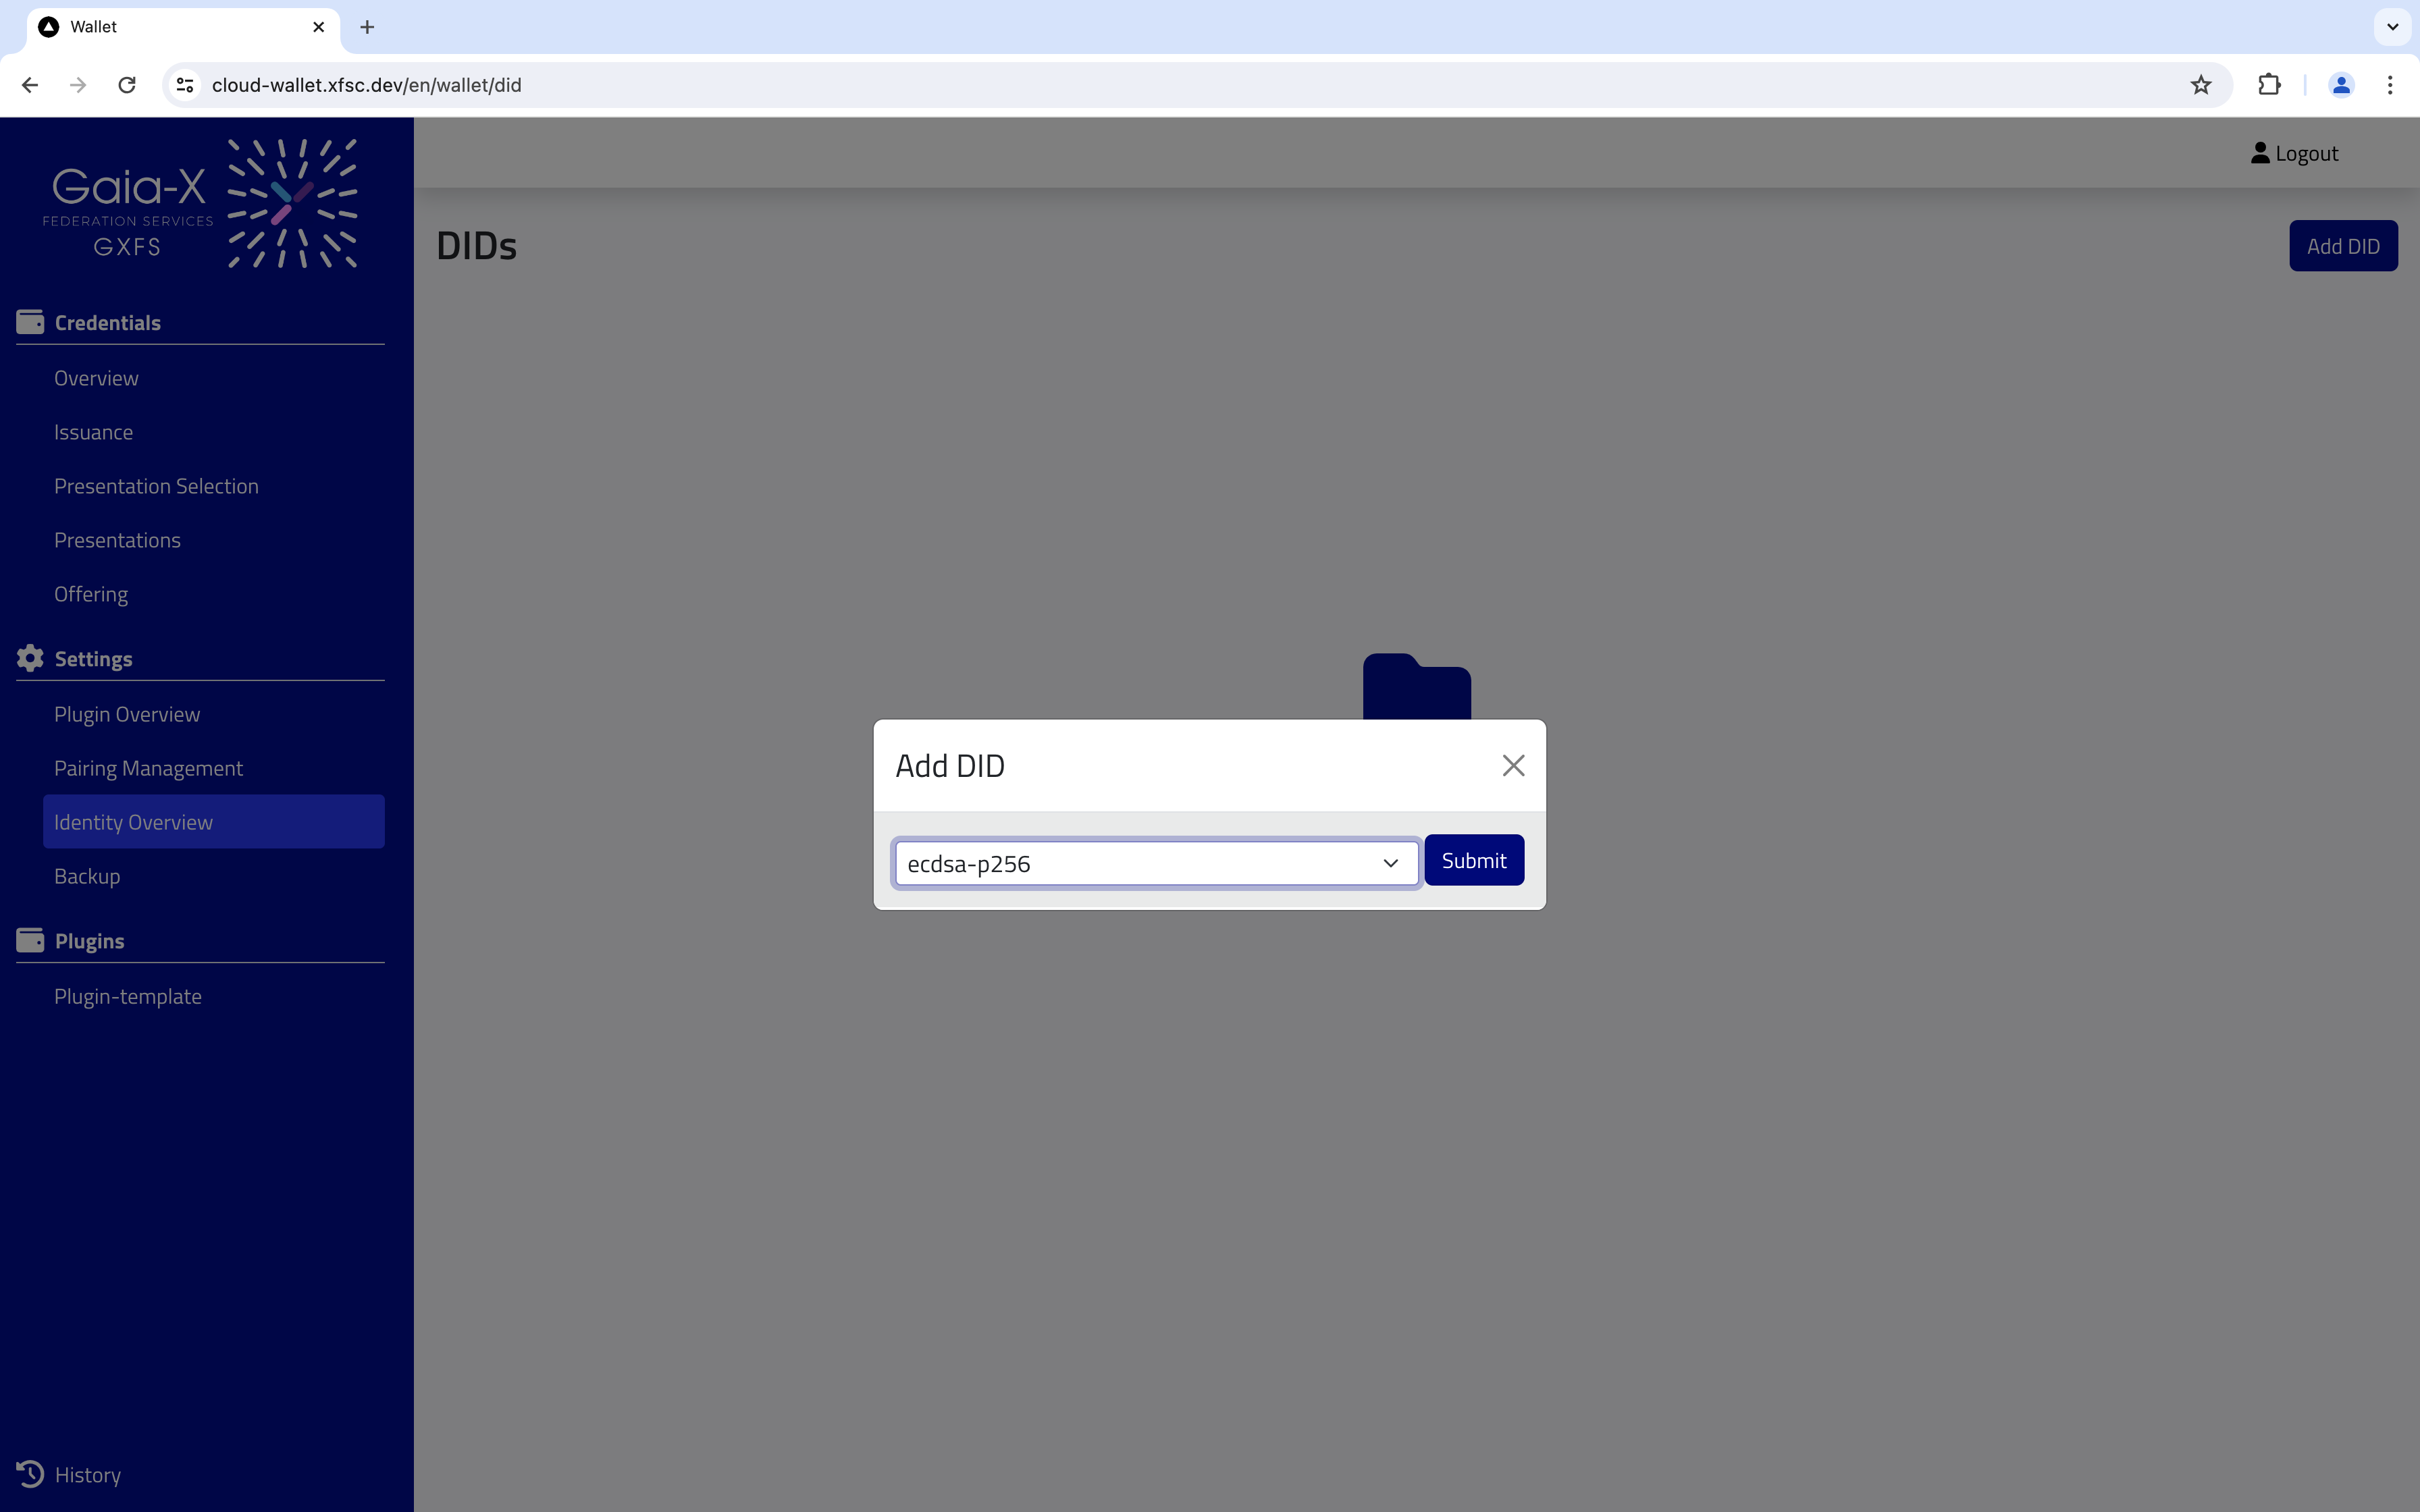 Wallet
cloud-wallet.xfsc.dev/en/wallet/did
Gaia-X
FEDERATION SERVICES
GXFS
Logout
DIDs
Add DID
Credentials
Overview
Issuance
Presentation Selection
Presentations
Offering
Settings
Plugin Overview
Pairing Management
Identity Overview
Backup
Plugins
Plugin-template
History
Add DID
ecdsa-p256
Submit